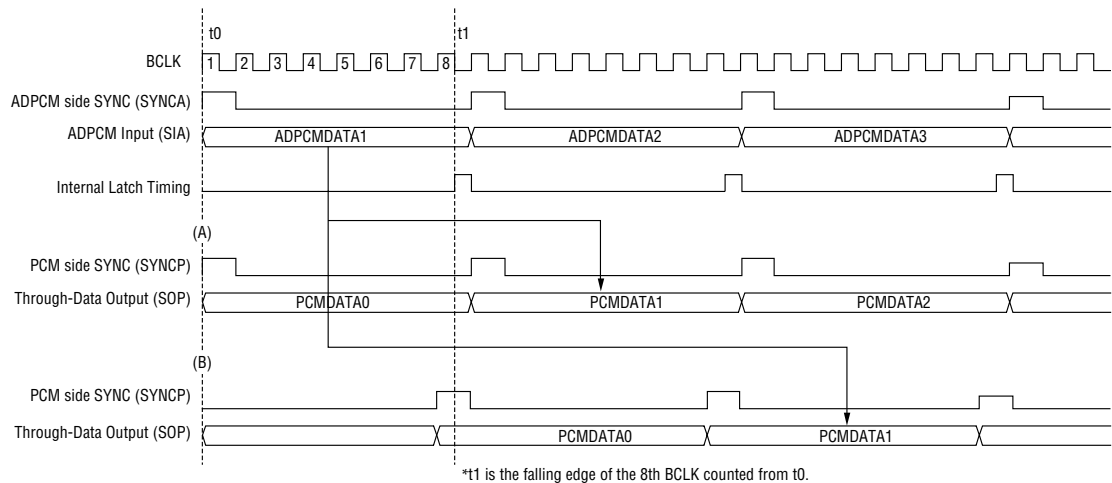 t0
t1
BCLK
1 2 3 4 5 6 7 8
ADPCM side SYNC (SYNCA)
ADPCM Input (SIA)
ADPCMDATA1
ADPCMDATA2
ADPCMDATA3
Internal Latch Timing
(A)
PCM side SYNC (SYNCP)
Through-Data Output (SOP)
PCMDATA0
PCMDATA1
PCMDATA2
(B)
PCM side SYNC (SYNCP)
Through-Data Output (SOP)
PCMDATA0
PCMDATA1
*t1 is the falling edge of the 8th BCLK counted from t0.